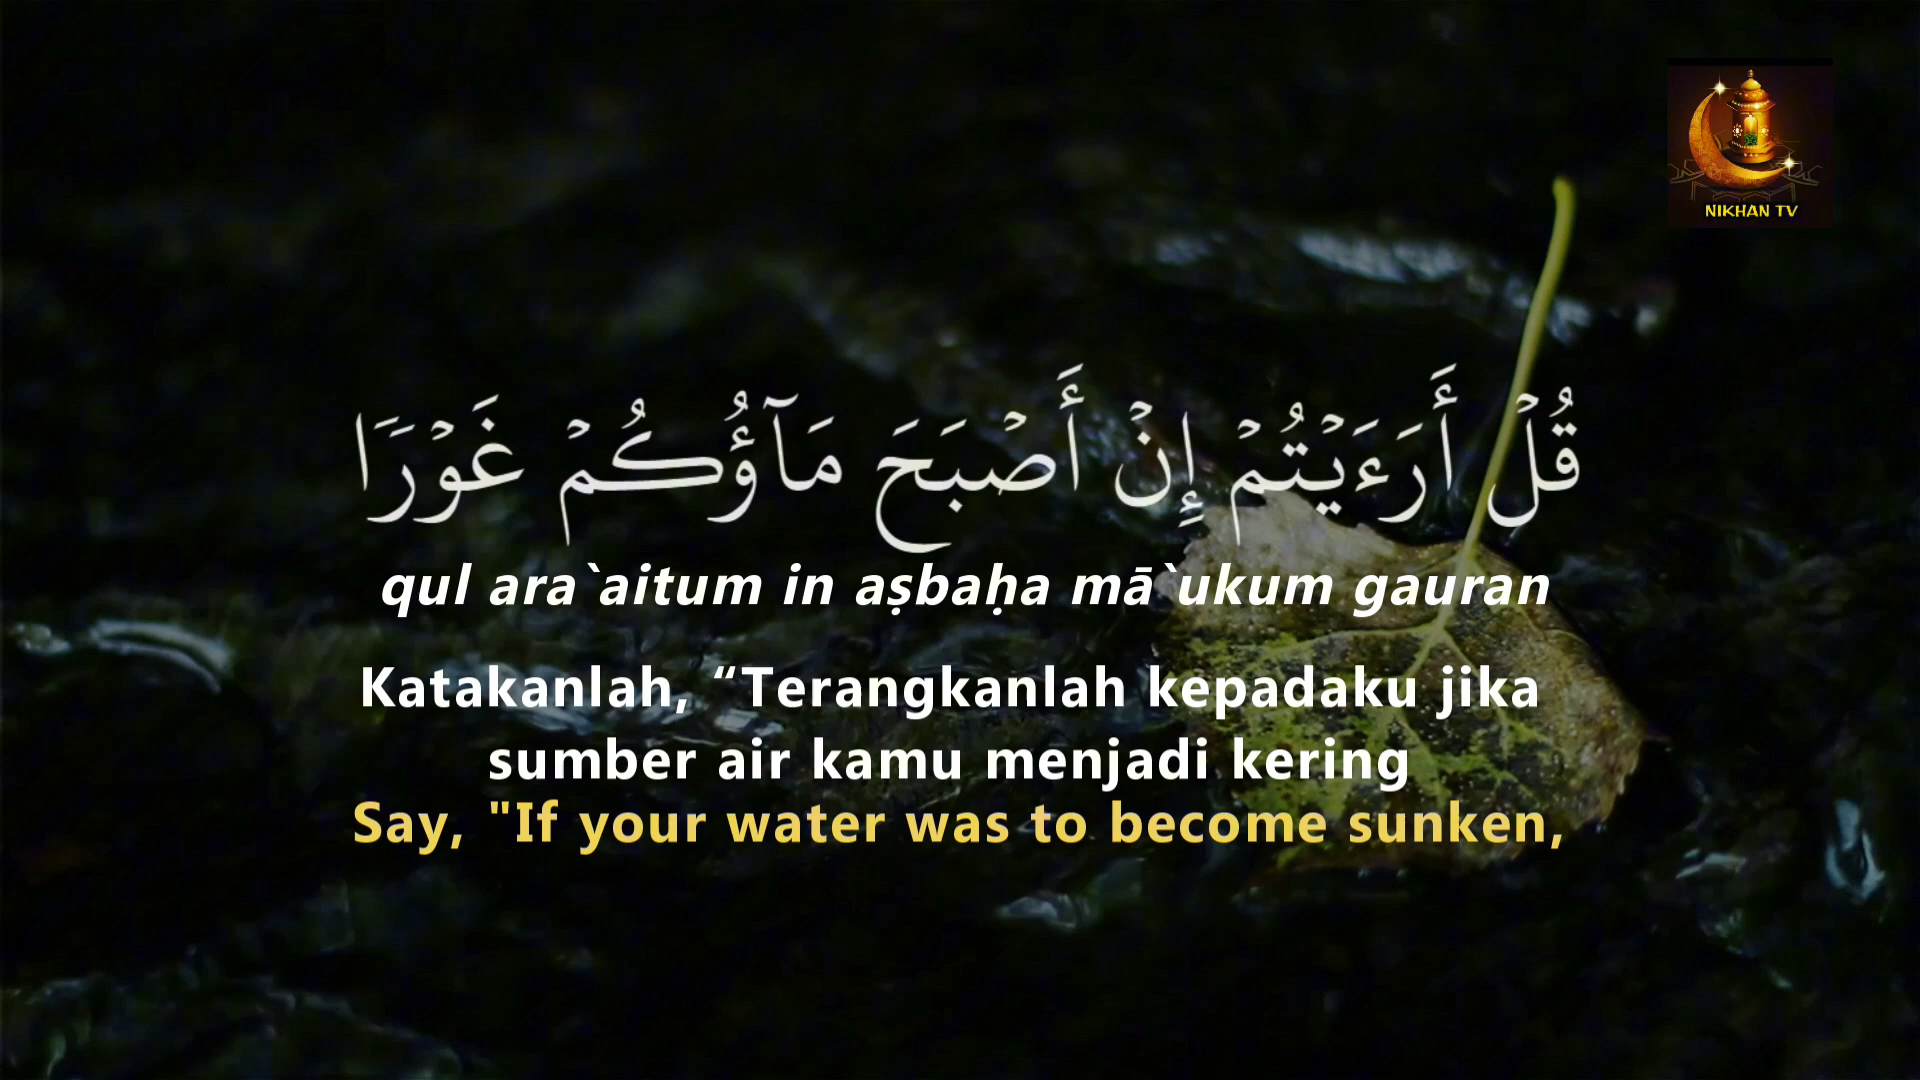 NIKHAN TV
قُلۡ أَرَءَيۡتُمۡ إِنۡ أَصۡبَحَ مَآؤُكُمۡ غَوۡرَا
qul ara`aitum in aṣbaḥa mā`ukum gauran
Katakanlah, “Terangkanlah kepadaku jika
sumber air kamu menjadi kering
Say, "If your water was to become sunken,